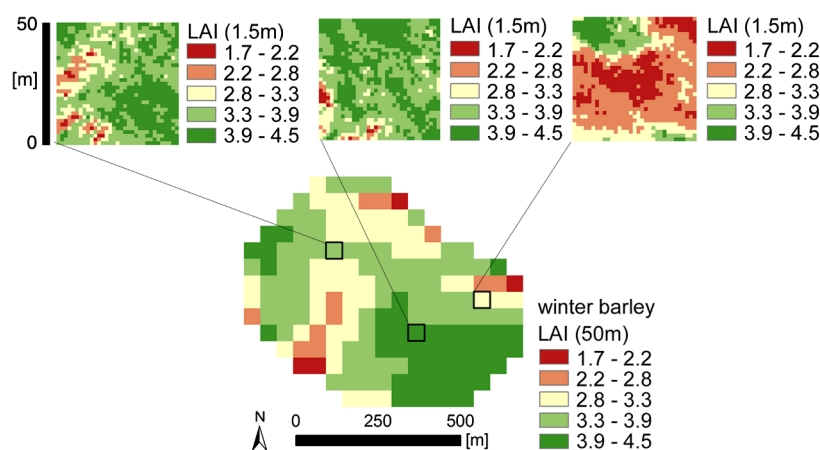 50
[m]
0
LAI (1.5m)
1.7 - 2.2
2.2 - 2.8
2.8 - 3.3
3.3 - 3.9
3.9 - 4.5
LAI (1.5m)
1.7 - 2.2
2.2 - 2.8
2.8 - 3.3
3.3 - 3.9
3.9 - 4.5
LAI (1.5m)
1.7 - 2.2
2.2 - 2.8
2.8 - 3.3
3.3 - 3.9
3.9 - 4.5
winter barley
LAI (50m)
1.7 - 2.2
2.2 - 2.8
2.8 - 3.3
3.3 - 3.9
3.9 - 4.5
N
0 250 500
[m]